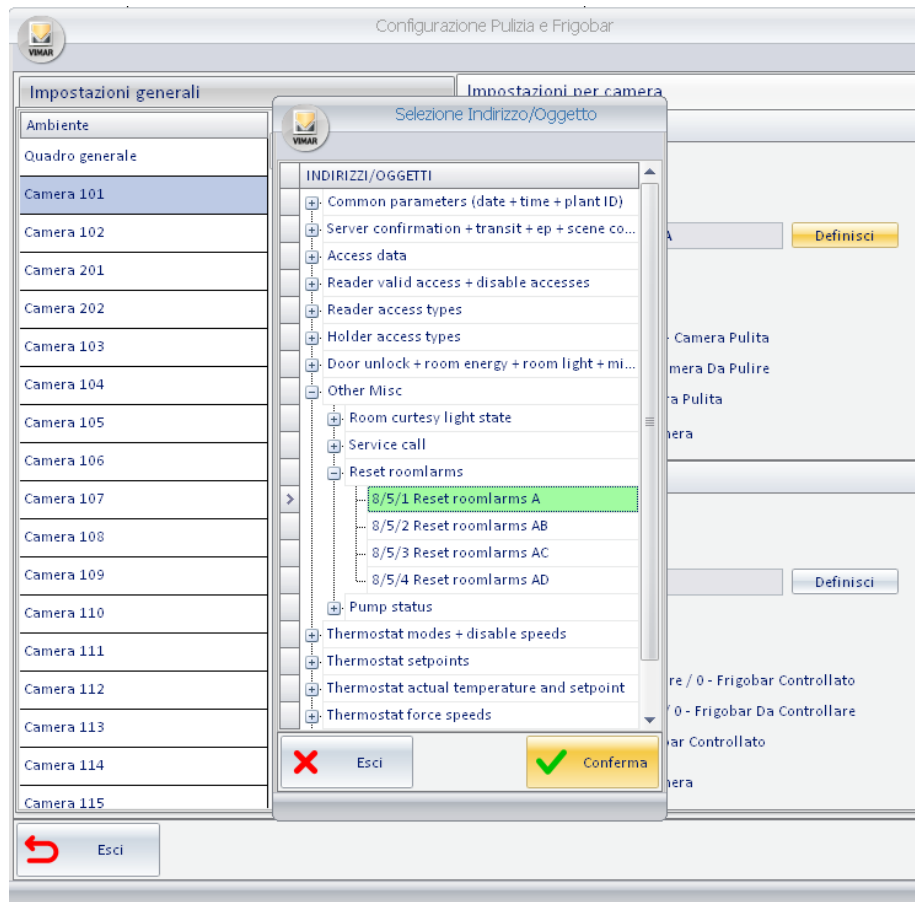 Configurazione Pulizia e Frigobar
VIMAR
Impostazioni generali
Impostazioni per camera
Ambiente
Quadro generale
Camera 101
Camera 102
Camera 201
Camera 202
Camera 103
Camera 104
Camera 105
Camera 106
Camera 107
Camera 108
Camera 109
Camera 110
Camera 111
Camera 112
Camera 113
Camera 114
Camera 115
Selezione Indirizzo/Oggetto
VIMAR
INDIRIZZI/OGGETTI
Common parameters (date + time + plant ID)
Server confirmation + transit + ep + scene co...
Access data
Reader valid access + disable accesses
Reader access types
Holder access types
Door unlock + room energy + room light + mi...
Other Misc
Room curtesy light state
Service call
Reset roomlarms
8/5/1 Reset roomlarms A
8/5/2 Reset roomlarms AB
8/5/3 Reset roomlarms AC
8/5/4 Reset roomlarms AD
Pump status
Thermostat modes + disable speeds
Thermostat setpoints
Thermostat actual temperature and setpoint
Thermostat force speeds
Esci
Conferma
Definisci
- Camera Pulita
mera Da Pulire
a Pulita
nera
Definisci
re / 0 - Frigobar Controllato
/ 0 - Frigobar Da Controllare
ar Controllato
nera
Esci